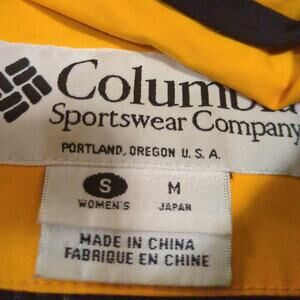 Columbia
Sportswear Company
PORTLAND, OREGON U. S. A.
S M
WOMEN'S JAPAN
MADE IN CHINA
FABRIQUE EN CHINE